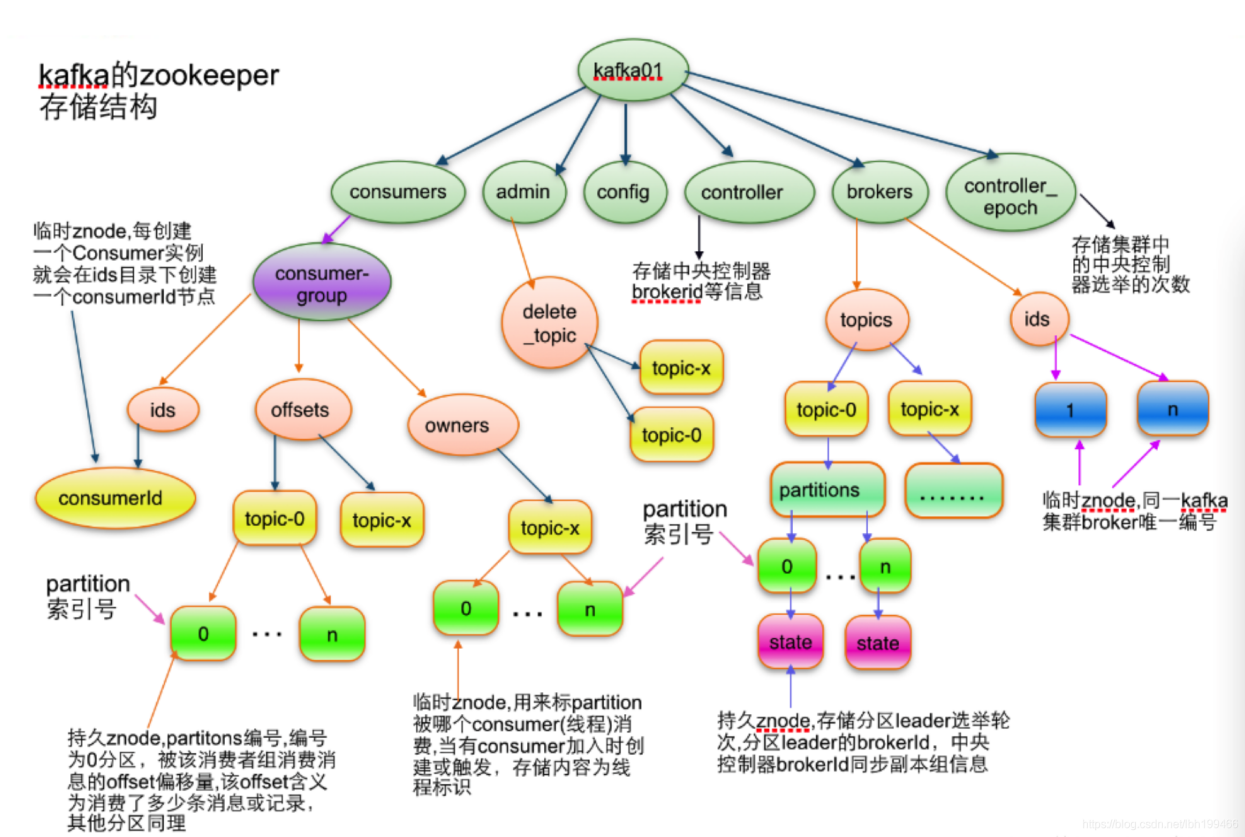 kafka的zookeeper
存储结构
kafka01
consumers
admin
config
controller
brokers
controller_
epoch
临时znode,每创建
一个Consumer实例
就会在ids目录下创建
一个consumerId节点
consumer-
group
存储中央控制器
brokerid等信息
存储集群中
的中央控制
器选举的次数
delete
_topic
topics
ids
topic-x
topic-0
ids
offsets
owners
topic-0
topic-x
1
n
consumerId
topic-0
topic-x
topic-x
partitions
.......
临时znode,同一kafka
集群broker唯一编号
partition
索引号
partition
索引号
0
...
n
0
...
n
0
...
n
state
state
持久znode,partitons编号,编号
为0分区，被该消费者组消费消
息的offset偏移量,该offset含义
为消费了多少条消息或记录，
其他分区同理
临时znode,用来标partition
被哪个consumer(线程)消
费,当有consumer加入时创
建或触发，存储内容为线
程标识
持久znode,存储分区leader选举轮
次,分区leader的brokerId，中央
控制器brokerId同步副本组信息